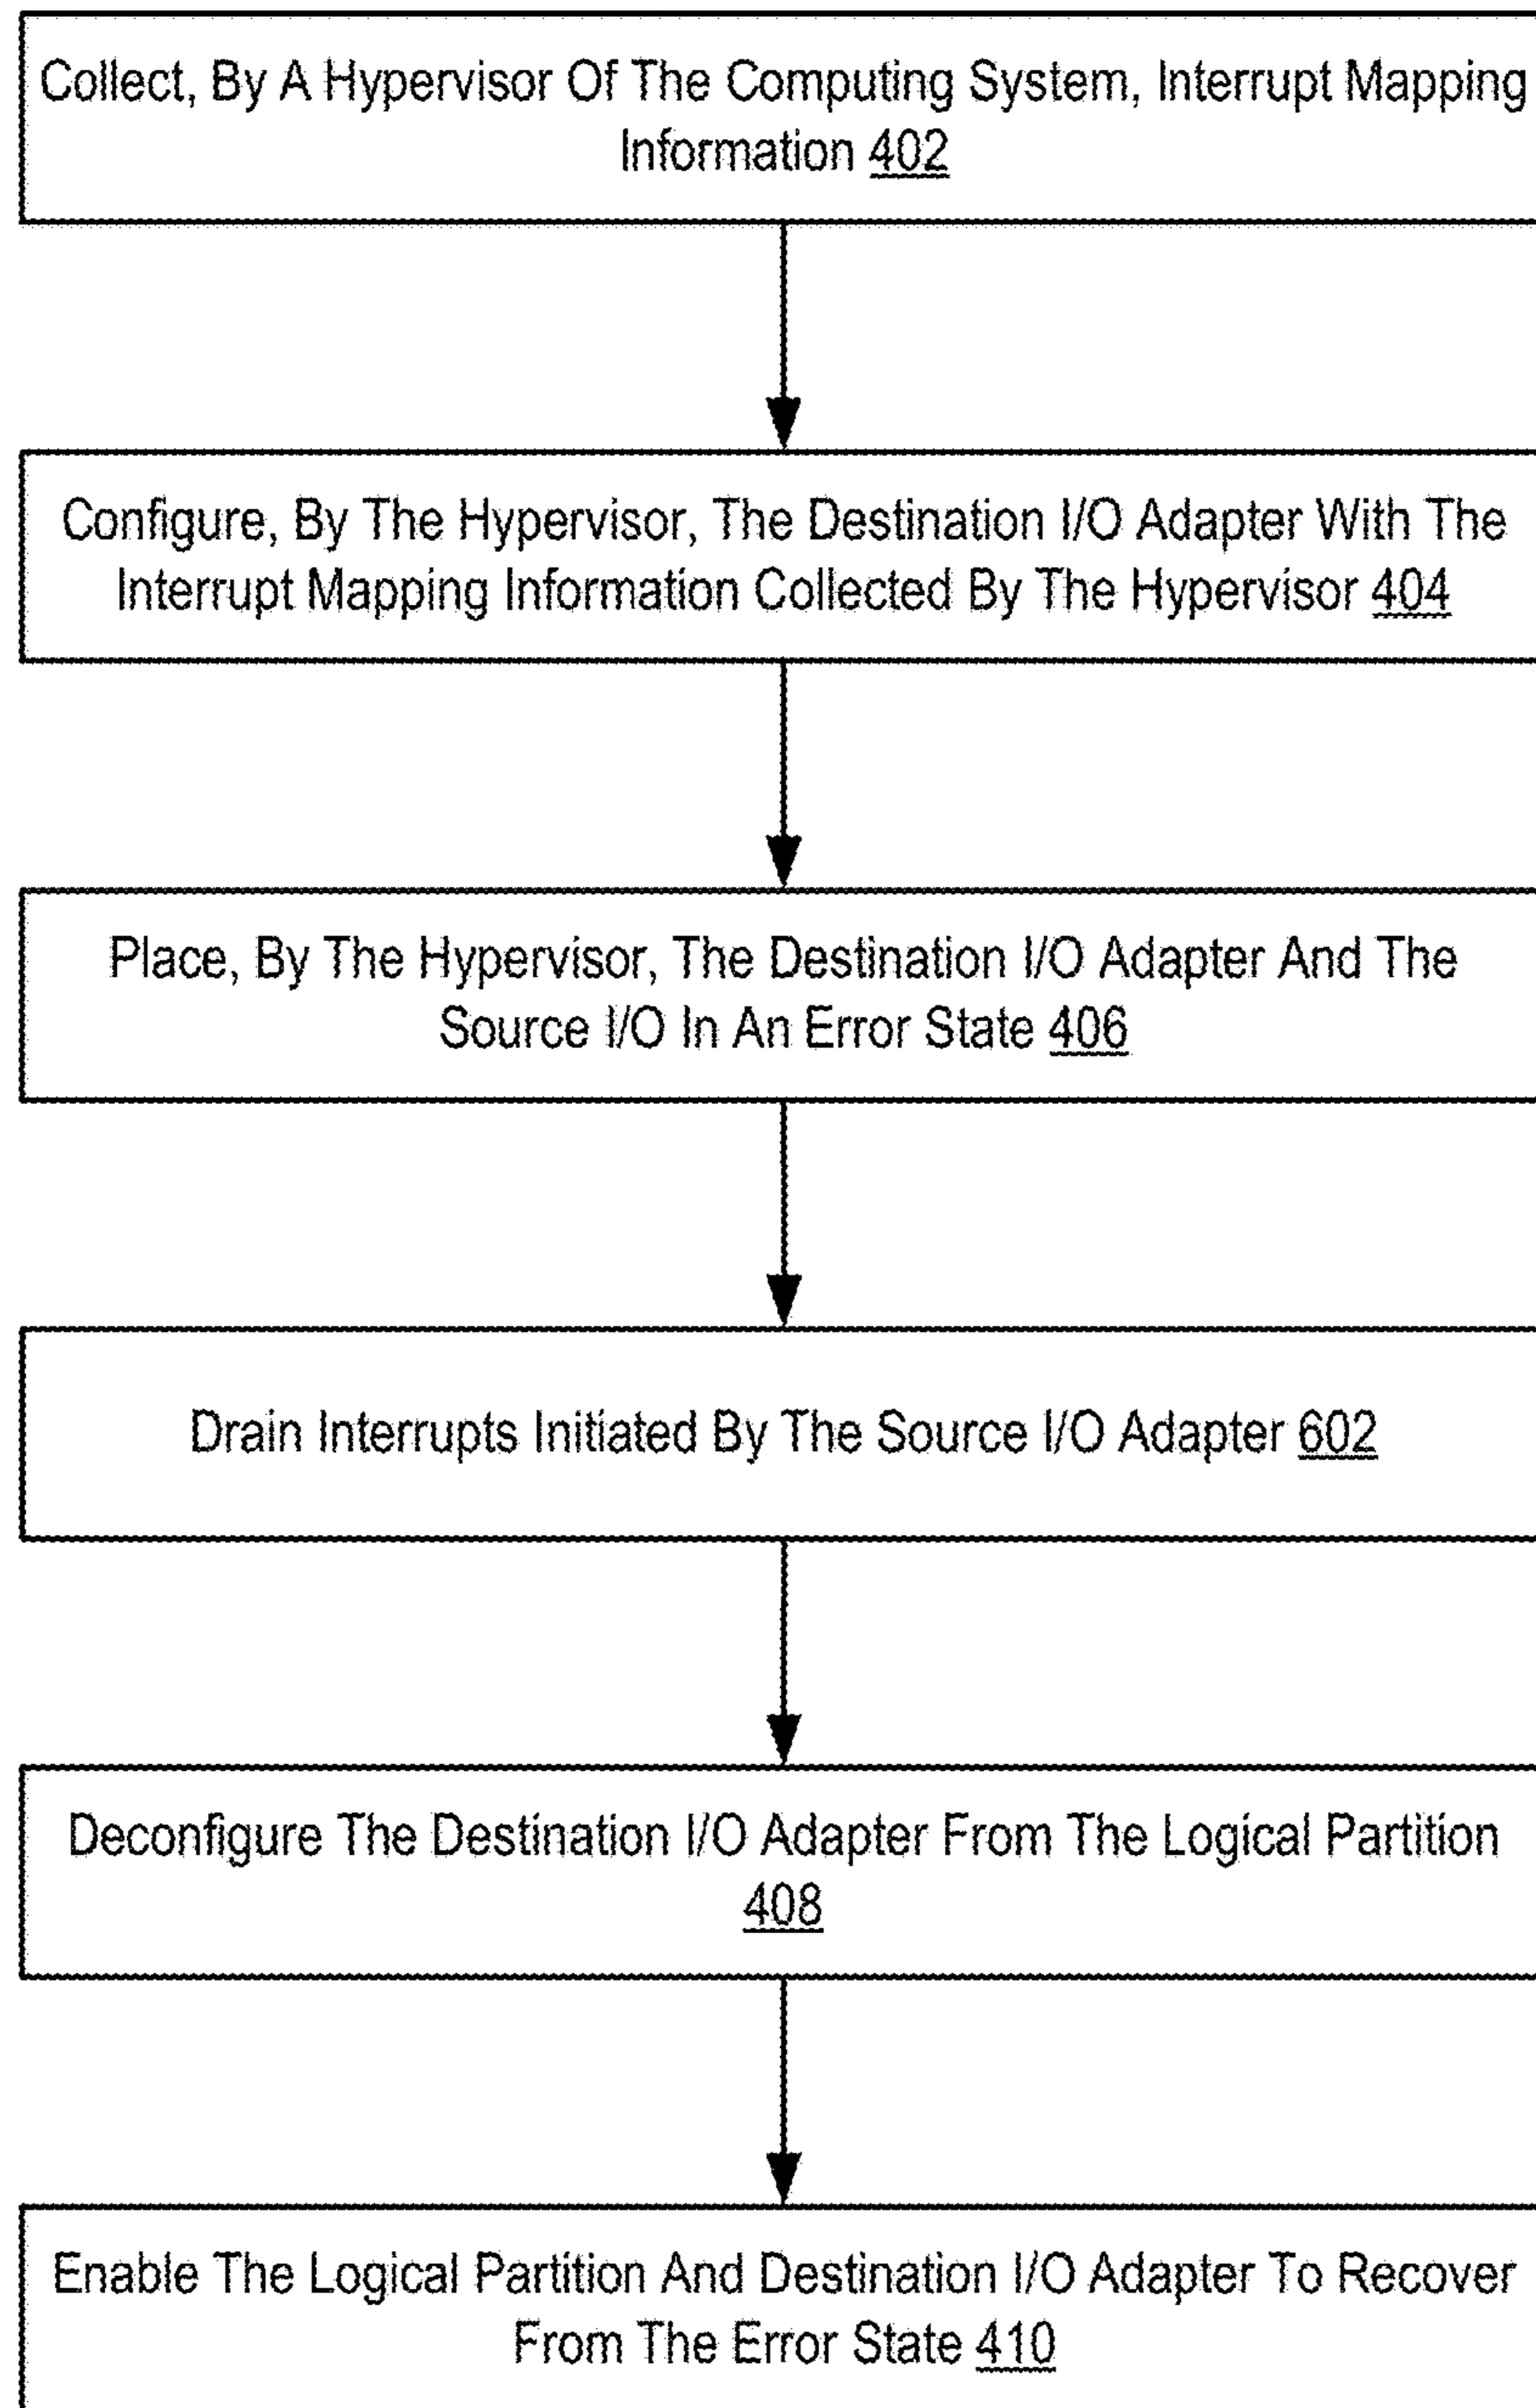 Collect, By A Hypervisor Of The Computing System, Interrupt Mapping
Information 402
Configure, By The Hypervisor, The Destination I/O Adapter With The
Interrupt Mapping Information Collected By The Hypervisor 404
Place, By The Hypervisor, The Destination I/O Adapter And The
Source I/O In An Error State 406
Drain Interrupts Initiated By The Source I/O Adapter 602
Deconfigure The Destination I/O Adapter From The Logical Partition
408
Enable The Logical Partition And Destination I/O Adapter To Recover
From The Error State 410